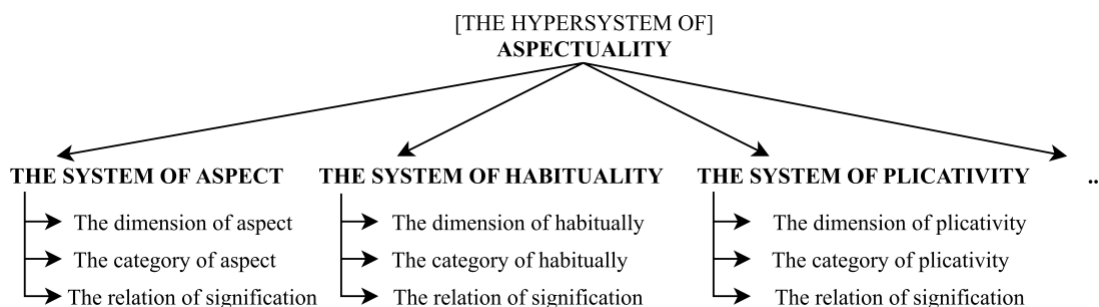 [THE HYPERSYSTEM OF]
ASPECTUALITY
THE SYSTEM OF ASPECT
The dimension of aspect
The category of aspect
The relation of signification
THE SYSTEM OF HABITUALITY
The dimension of habitually
The category of habitually
The relation of signification
THE SYSTEM OF PLICATIVITY
The dimension of plicativity
The category of plicativity
The relation of signification
..